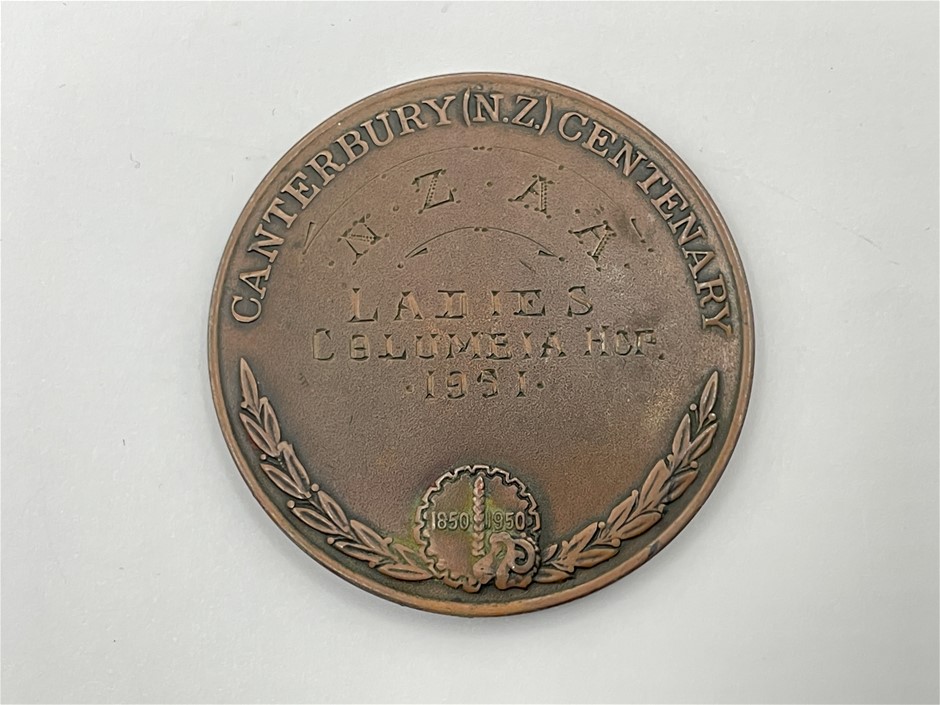 CANTERBURY (N.Z.) CENTENARY
N. Z. A. A.
LADIES
COLUMBIA HCP.
·1951·
1850 1950